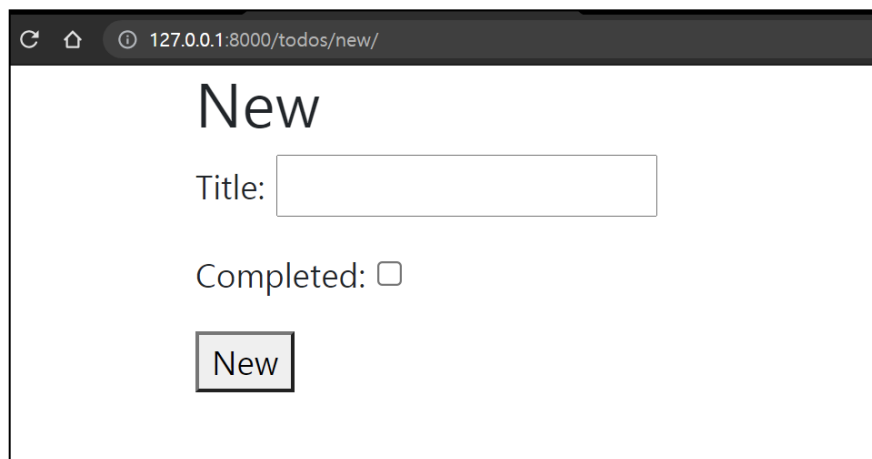 127.0.0.1:8000/todos/new/
New
Title:
Completed:
New